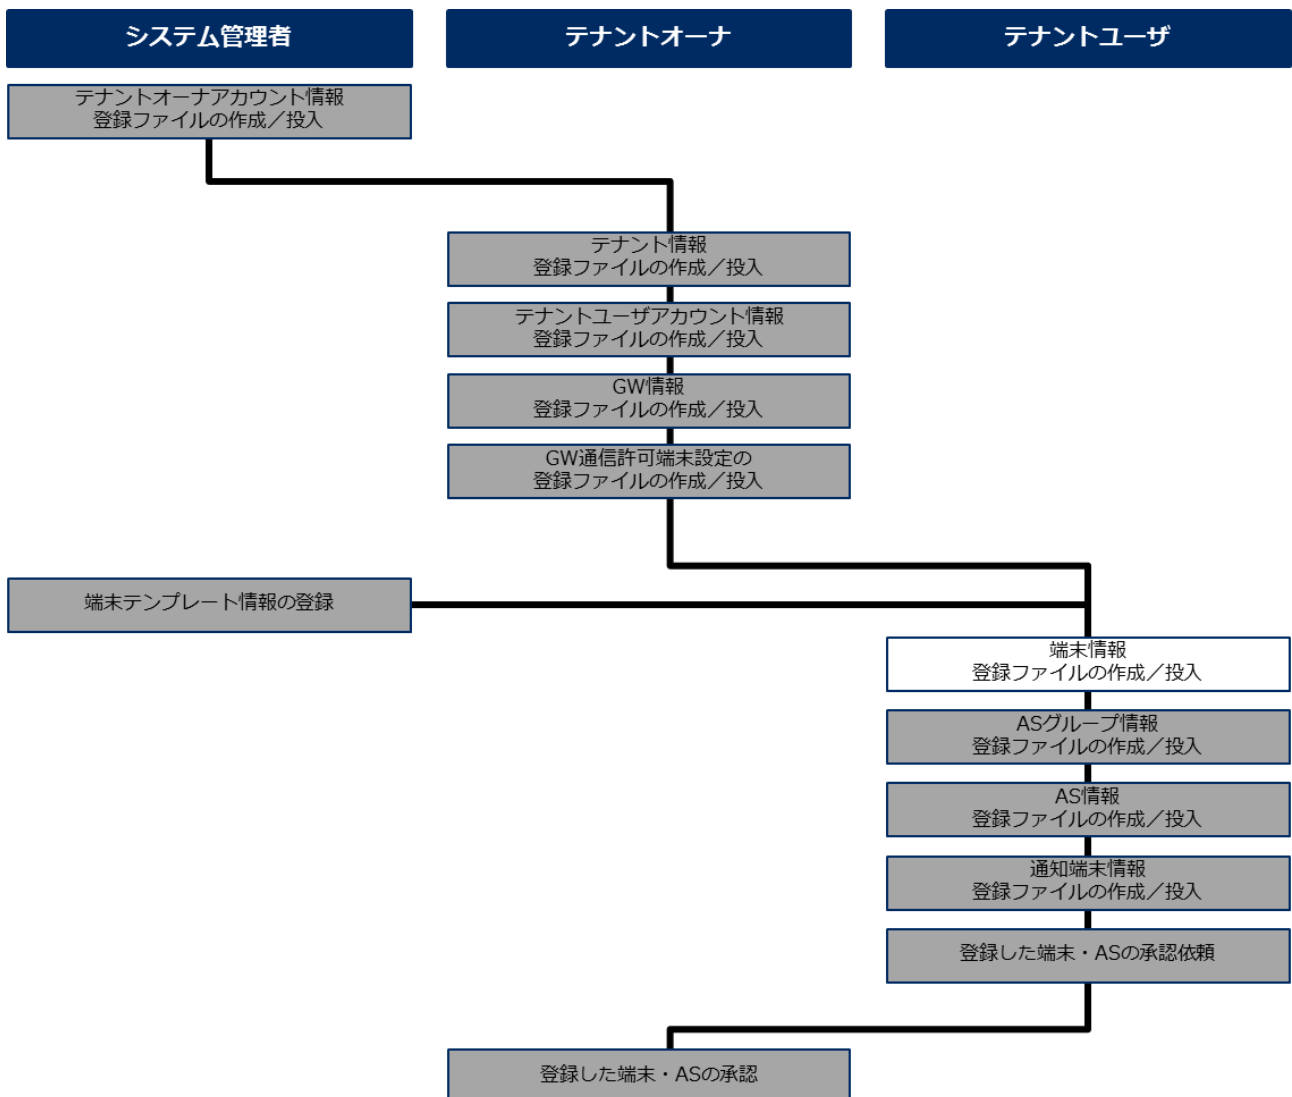 システム管理者
テナントオーナ
テナントユーザ
テナントオーナアカウント情報
登録ファイルの作成／投入
テナント情報
登録ファイルの作成／投入
テナントユーザアカウント情報
登録ファイルの作成／投入
GW情報
登録ファイルの作成／投入
GW通信許可端末設定の
登録ファイルの作成／投入
端末テンプレート情報の登録
端末情報
登録ファイルの作成／投入
ASグループ情報
登録ファイルの作成／投入
AS情報
登録ファイルの作成／投入
通知端末情報
登録ファイルの作成／投入
登録した端末・ASの承認依頼
登録した端末・ASの承認